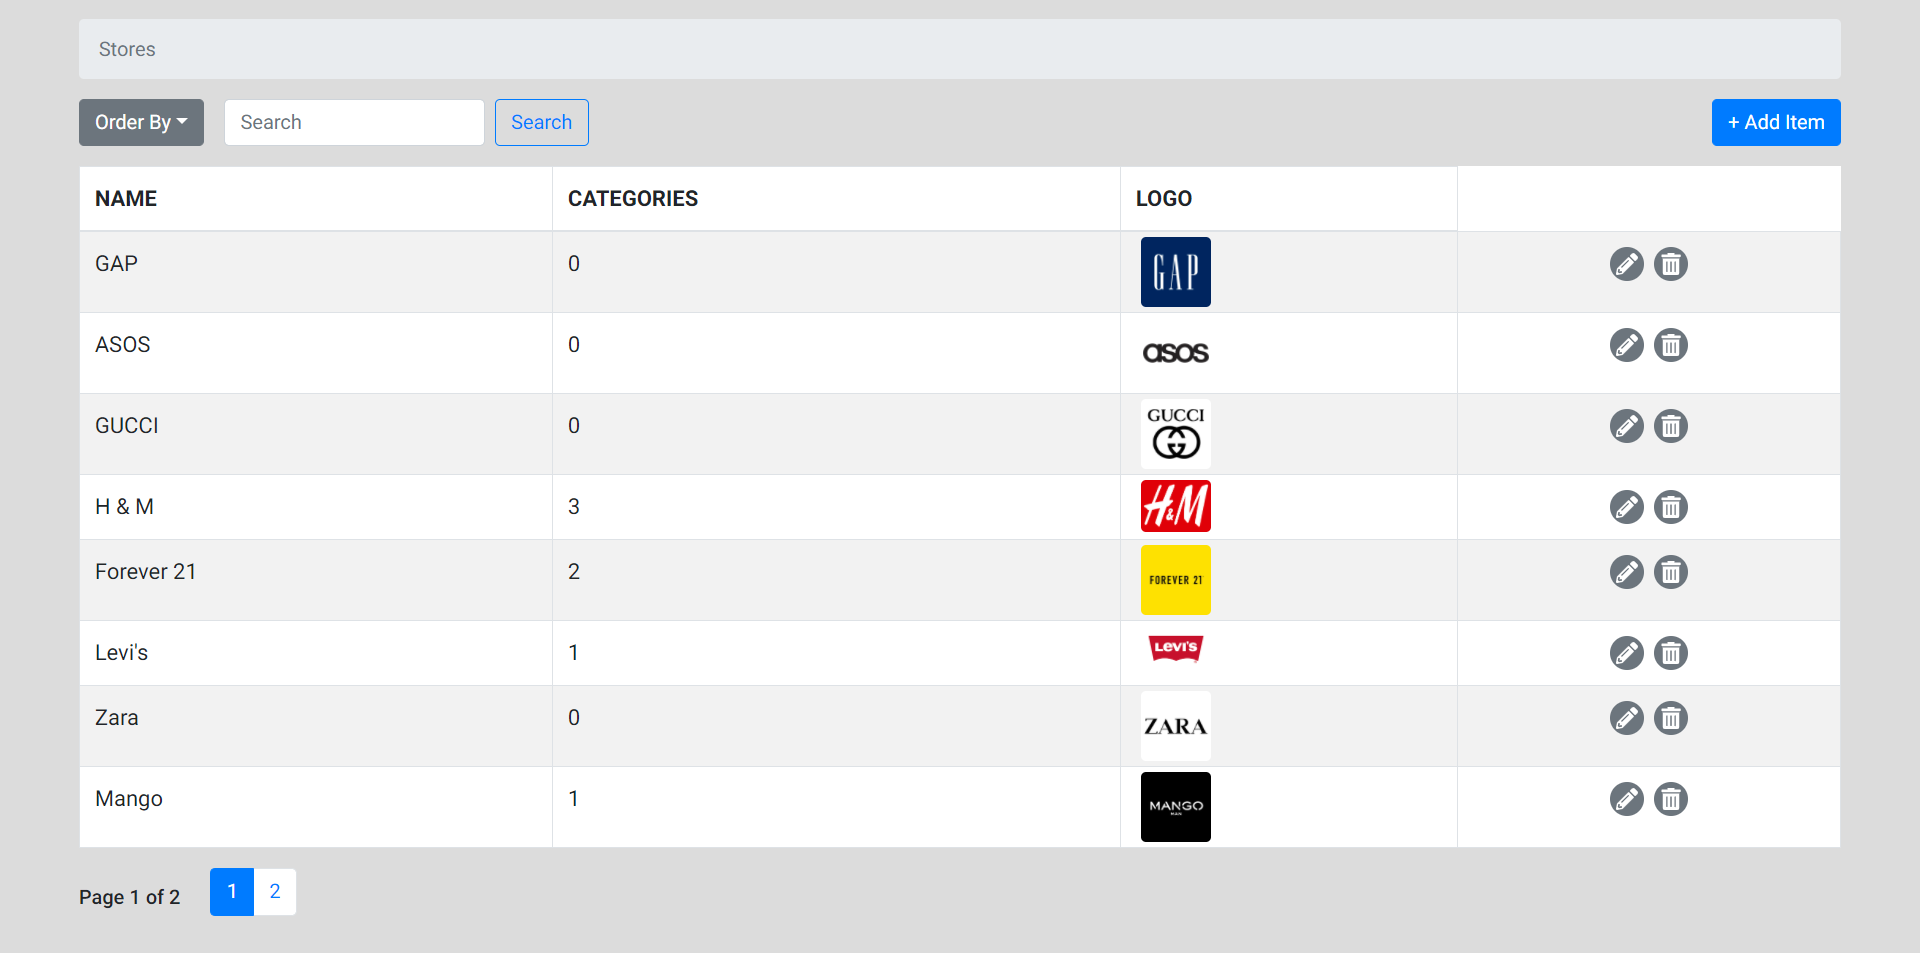 Stores
Order By Search Search + Add Item
NAME CATEGORIES LOGO
GAP 0 GAP
ASOS 0 asos
GUCCI 0 GUCCI
H & M 3 H&M
Forever 21 2 FOREVER 21
Levi's 1 Levi's
Zara 0 ZARA
Mango 1 MANGO
MAN
Page 1 of 2 1 2